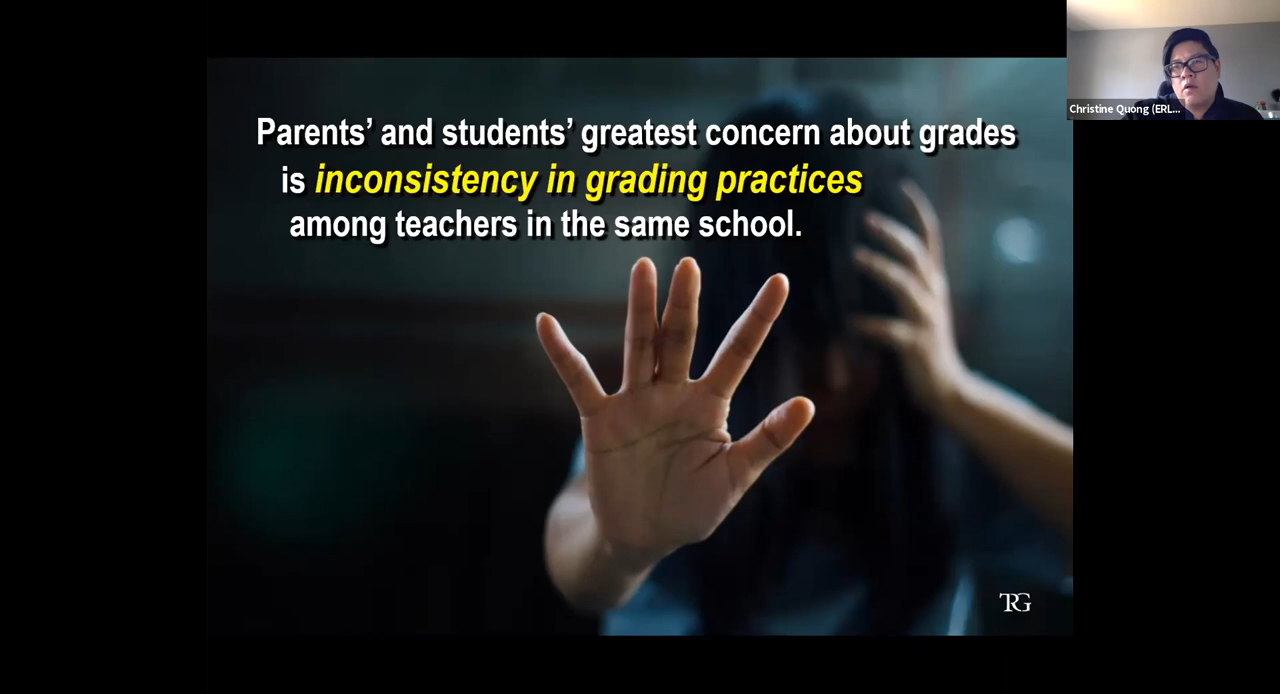 Parents’ and students’ greatest concern about grades
is inconsistency in grading practices
among teachers in the same school.
Christine Quong (ERL...
TRG